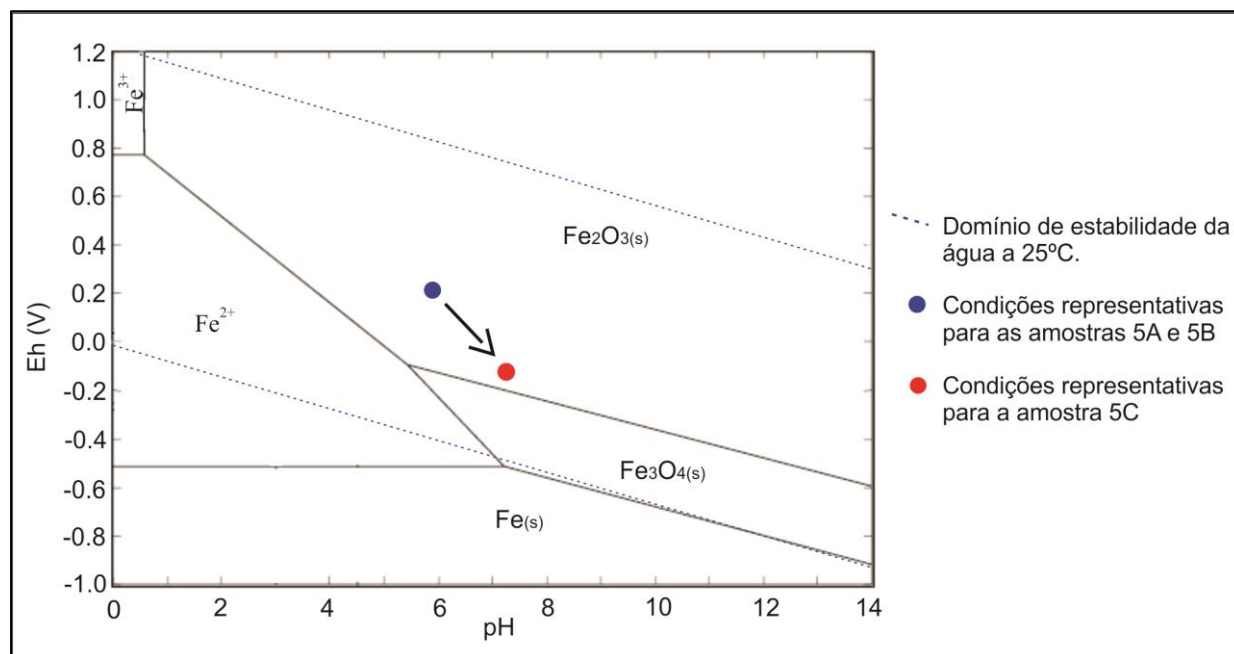 1.2
1.0
0.8
0.6
0.4
0.2
0.0
-0.2
-0.4
-0.6
-0.8
-1.0
Eh (V)
0 2 4 6 8 10 12 14
pH
Fe³⁺
Fe²⁺
Fe₂O₃(s)
Fe₃O₄(s)
Fe(s)
Domínio de estabilidade da
água a 25ºC.
Condições representativas
para as amostras 5A e 5B
Condições representativas
para a amostra 5C